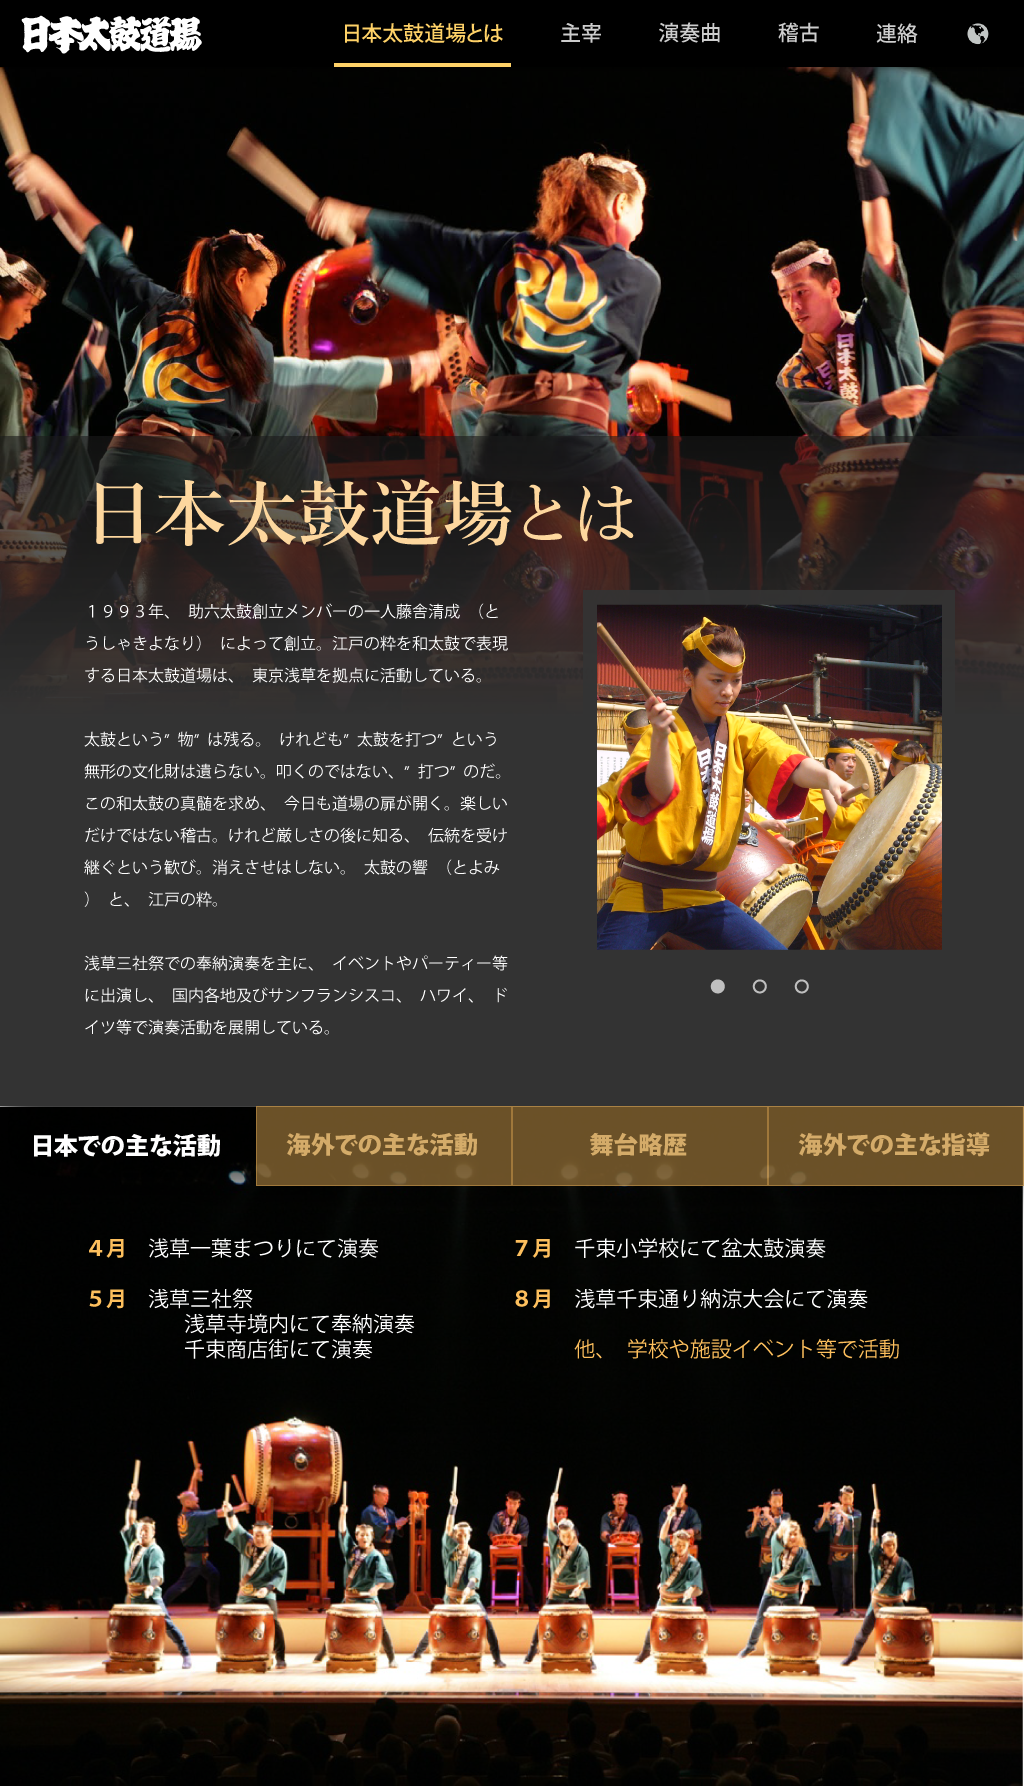 日本太鼓道場
日本太鼓道場とは 主宰 演奏曲 稽古 連絡
日本太鼓道場とは
１９９３年、 助六太鼓創立メンバーの一人藤舎清成 （と
うしゃきよなり） によって創立。江戸の粋を和太鼓で表現
する日本太鼓道場は、 東京浅草を拠点に活動している。
太鼓という” 物” は残る。 けれども” 太鼓を打つ” という
無形の文化財は遺らない。叩くのではない、” 打つ” のだ。
この和太鼓の真髄を求め、 今日も道場の扉が開く。楽しい
だけではない稽古。けれど厳しさの後に知る、 伝統を受け
継ぐという歓び。消えさせはしない。 太鼓の響 （とよみ
） と、 江戸の粋。
浅草三社祭での奉納演奏を主に、 イベントやパーティー等
に出演し、 国内各地及びサンフランシスコ、 ハワイ、 ド
イツ等で演奏活動を展開している。
日本での主な活動 海外での主な活動 舞台略歴 海外での主な指導
４月 浅草一葉まつりにて演奏
５月 浅草三社祭
浅草寺境内にて奉納演奏
千束商店街にて演奏
７月 千束小学校にて盆太鼓演奏
８月 浅草千束通り納涼大会にて演奏
他、 学校や施設イベント等で活動